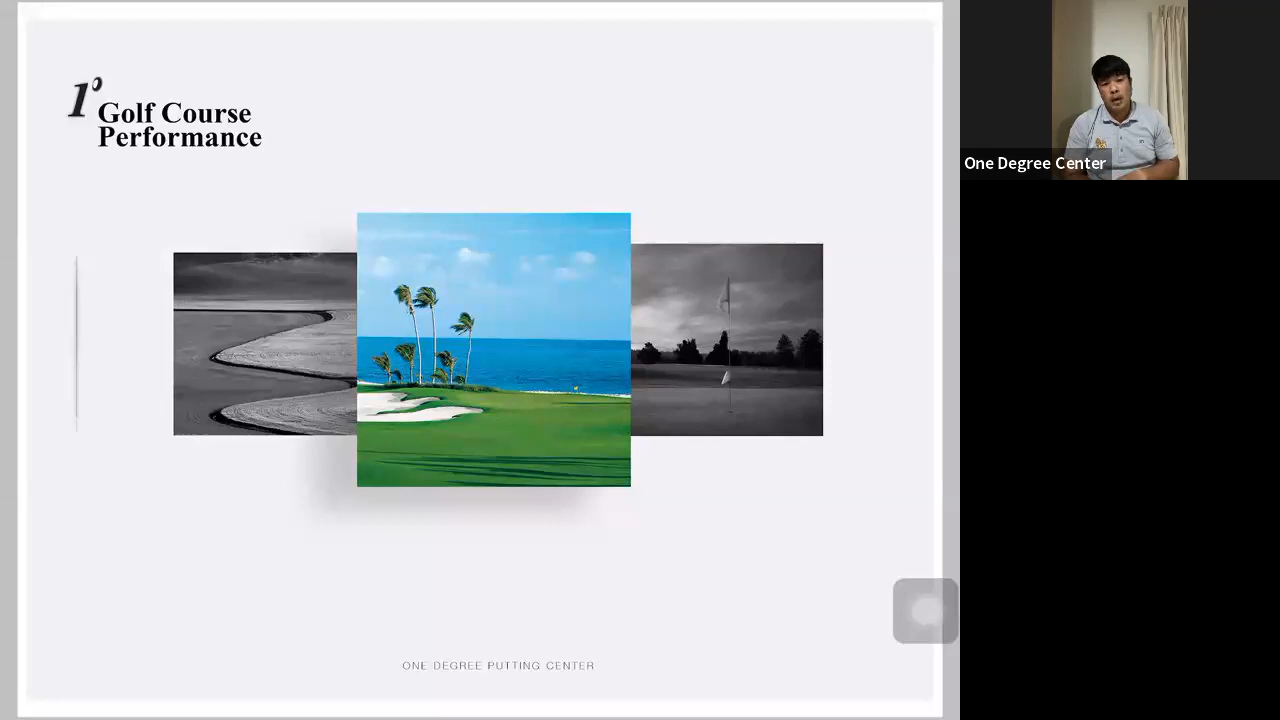 1°
Golf Course
Performance
One Degree Center
ONE DEGREE PUTTING CENTER